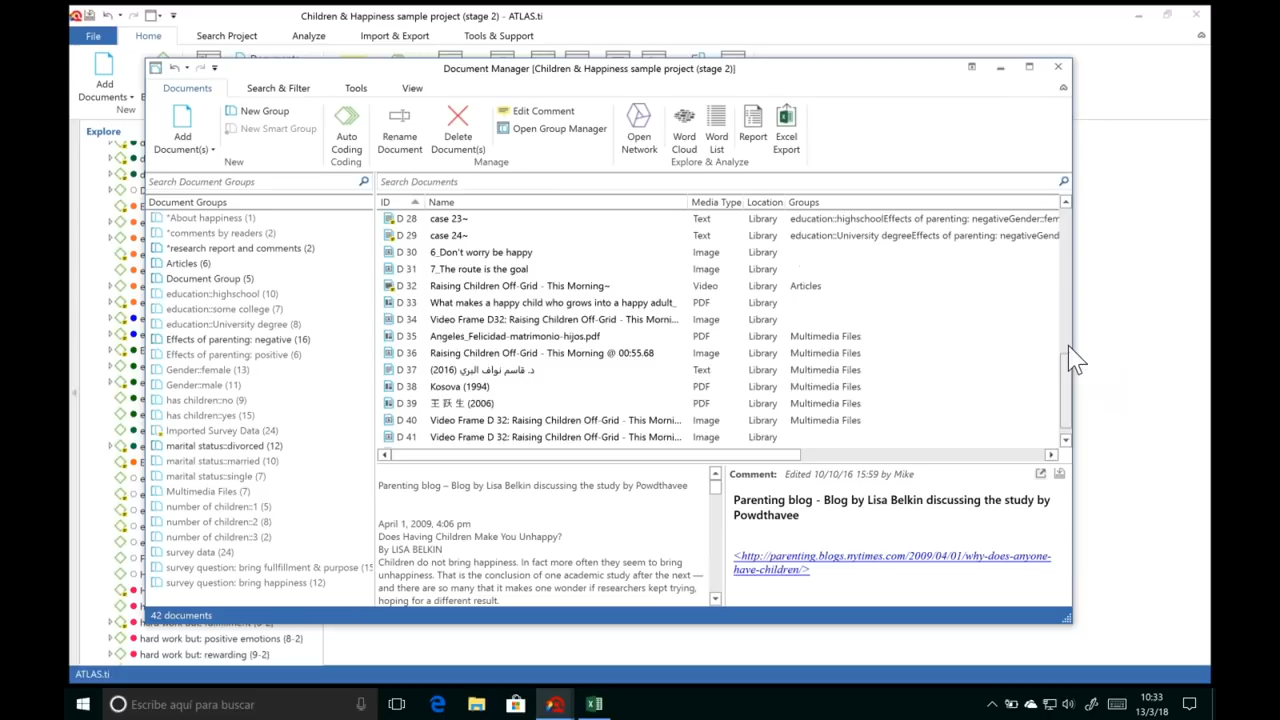 Children & Happiness sample project (stage 2) - ATLAS.ti
File Home Search Project Analyze Import & Export Tools & Support
Document Manager [Children & Happiness sample project (stage 2)]
Documents Search & Filter Tools View
Add Documents
New
Explore
Add Document(s)
New Group
New Smart Group
New
Auto Coding
Coding
Rename Document
Delete Document(s)
Edit Comment
Open Group Manager
Manage
Open Network
Word Cloud
Word List
Report
Excel Export
Explore & Analyze
Search Document Groups
Document Groups
*About happiness (1)
*comments by readers (2)
*research report and comments (2)
Articles (6)
Document Group (5)
education::highschool (10)
education::some college (7)
education::University degree (8)
Effects of parenting: negative (16)
Effects of parenting: positive (6)
Gender::female (13)
Gender::male (11)
has children::no (9)
has children::yes (15)
Imported Survey Data (24)
marital status::divorced (12)
marital status::married (10)
marital status::single (7)
Multimedia Files (7)
number of children::1 (5)
number of children::2 (8)
number of children::3 (2)
survey data (24)
survey question: bring fullfillment & purpose (15
survey question: bring happiness (12)
Search Documents
ID Name Media Type Location Groups
D 28 case 23~ Text Library education::highschoolEffects of parenting: negativeGender::fem
D 29 case 24~ Text Library education::University degreeEffects of parenting: negativeGend
D 30 6_Don't worry be happy Image Library
D 31 7_The route is the goal Image Library
D 32 Raising Children Off-Grid - This Morning~ Video Library Articles
D 33 What makes a happy child who grows into a happy adult_ PDF Library
D 34 Video Frame D32: Raising Children Off-Grid - This Morni... Image Library
D 35 Angeles_Felicidad-matrimonio-hijos.pdf PDF Library Multimedia Files
D 36 Raising Children Off-Grid - This Morning @ 00:55.68 Image Library Multimedia Files
D 37 د. قاسم نواف البري (2016) Text Library Multimedia Files
D 38 Kosova (1994) PDF Library Multimedia Files
D 39 王 跃 生 (2006) PDF Library Multimedia Files
D 40 Video Frame D 32: Raising Children Off-Grid - This Morni... Image Library Multimedia Files
D 41 Video Frame D 32: Raising Children Off-Grid - This Morni... Image Library
Parenting blog – Blog by Lisa Belkin discussing the study by Powdthavee
April 1, 2009, 4:06 pm
Does Having Children Make You Unhappy?
By LISA BELKIN
Children do not bring happiness. In fact more often they seem to bring
unhappiness. That is the conclusion of one academic study after the next —
and there are so many that it makes one wonder if researchers kept trying,
hoping for a different result.
Comment: Edited 10/10/16 15:59 by Mike
Parenting blog - Blog by Lisa Belkin discussing the study by
Powdthavee
<http://parenting.blogs.nytimes.com/2009/04/01/why-does-anyone-
have-children/>
42 documents
hard work but: positive emotions (8-2)
hard work but: rewarding (9-2)
ATLAS.ti
Escribe aquí para buscar
10:33
13/3/18